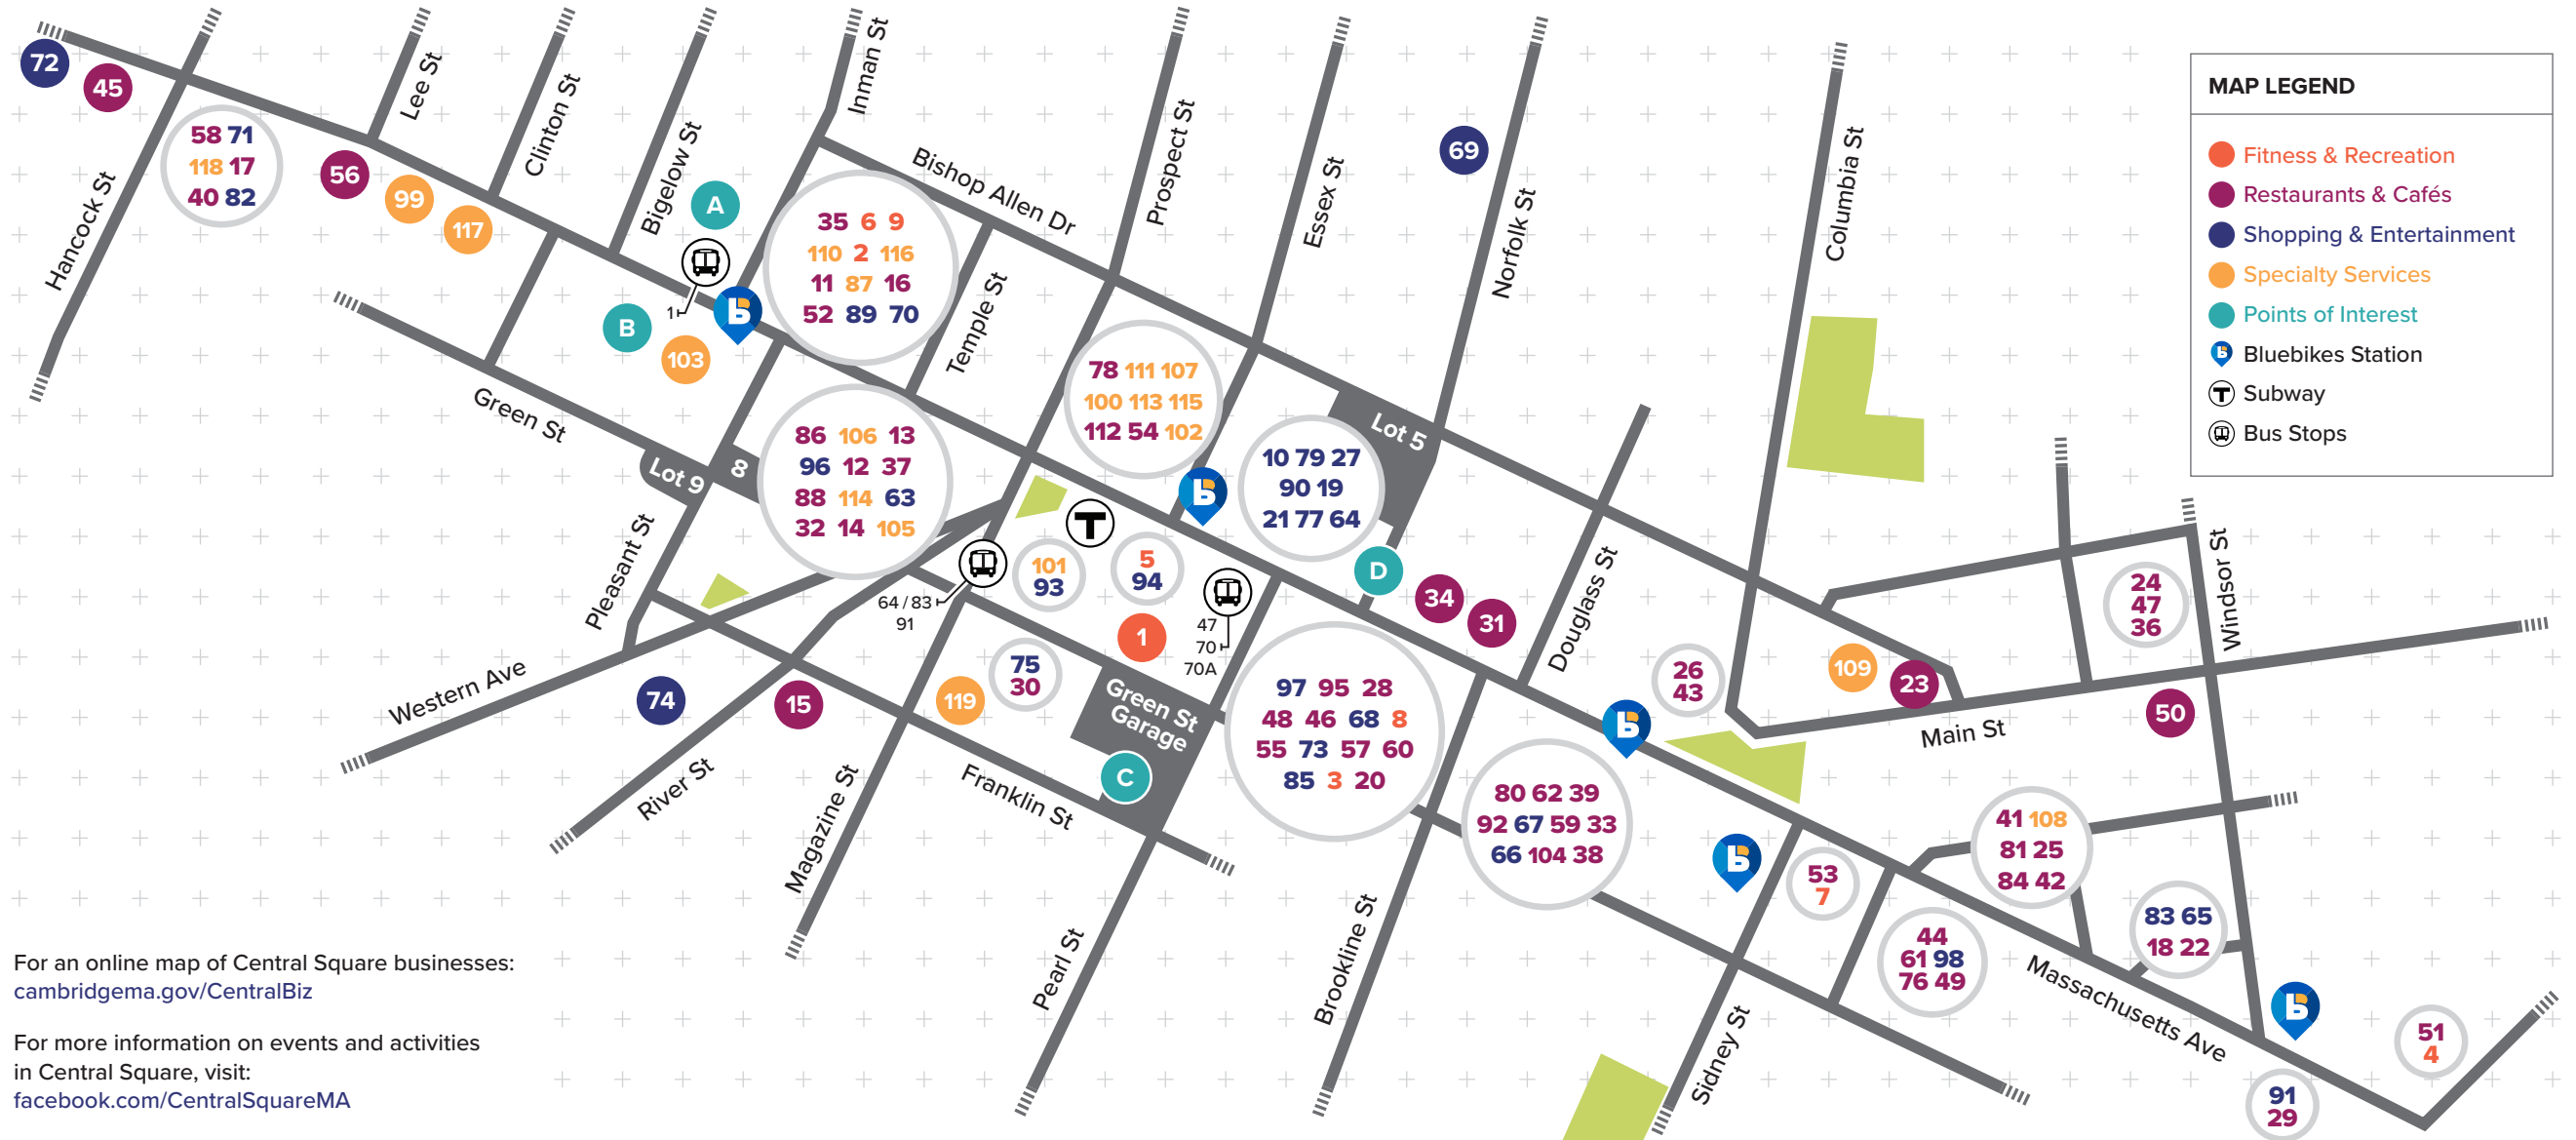 72
45
Hancock St
58 71
118 17
40 82
Lee St
56
99
117
Clinton St
Bigelow St
A
1
B
103
Inman St
Bishop Allen Dr
35 6 9
110 2 116
11 87 16
52 89 70
Temple St
Prospect St
Essex St
69
Norfolk St
Columbia St
MAP LEGEND
Fitness & Recreation
Restaurants & Cafés
Shopping & Entertainment
Specialty Services
Points of Interest
Bluebikes Station
T Subway
Bus Stops
Green St
Lot 9
8
86 106 13
96 12 37
88 114 63
32 14 105
78 111 107
100 113 115
112 54 102
10 79 27
90 19
21 77 64
Lot 5
T
D
34
31
Douglass St
101
93
5
94
1
64 / 83
91
47
70
70A
75
30
119
Green St
Garage
C
Pleasant St
Western Ave
74
15
River St
Magazine St
Franklin St
Pearl St
97 95 28
48 46 68 8
55 73 57 60
85 3 20
Brookline St
80 62 39
92 67 59 33
66 104 38
26
43
109
23
Main St
24
47
36
Windsor St
50
53
7
Sidney St
44
61 98
76 49
41 108
81 25
84 42
83 65
18 22
Massachusetts Ave
51
4
91
29
For an online map of Central Square businesses:
cambridgema.gov/CentralBiz
For more information on events and activities
in Central Square, visit:
facebook.com/CentralSquareMA